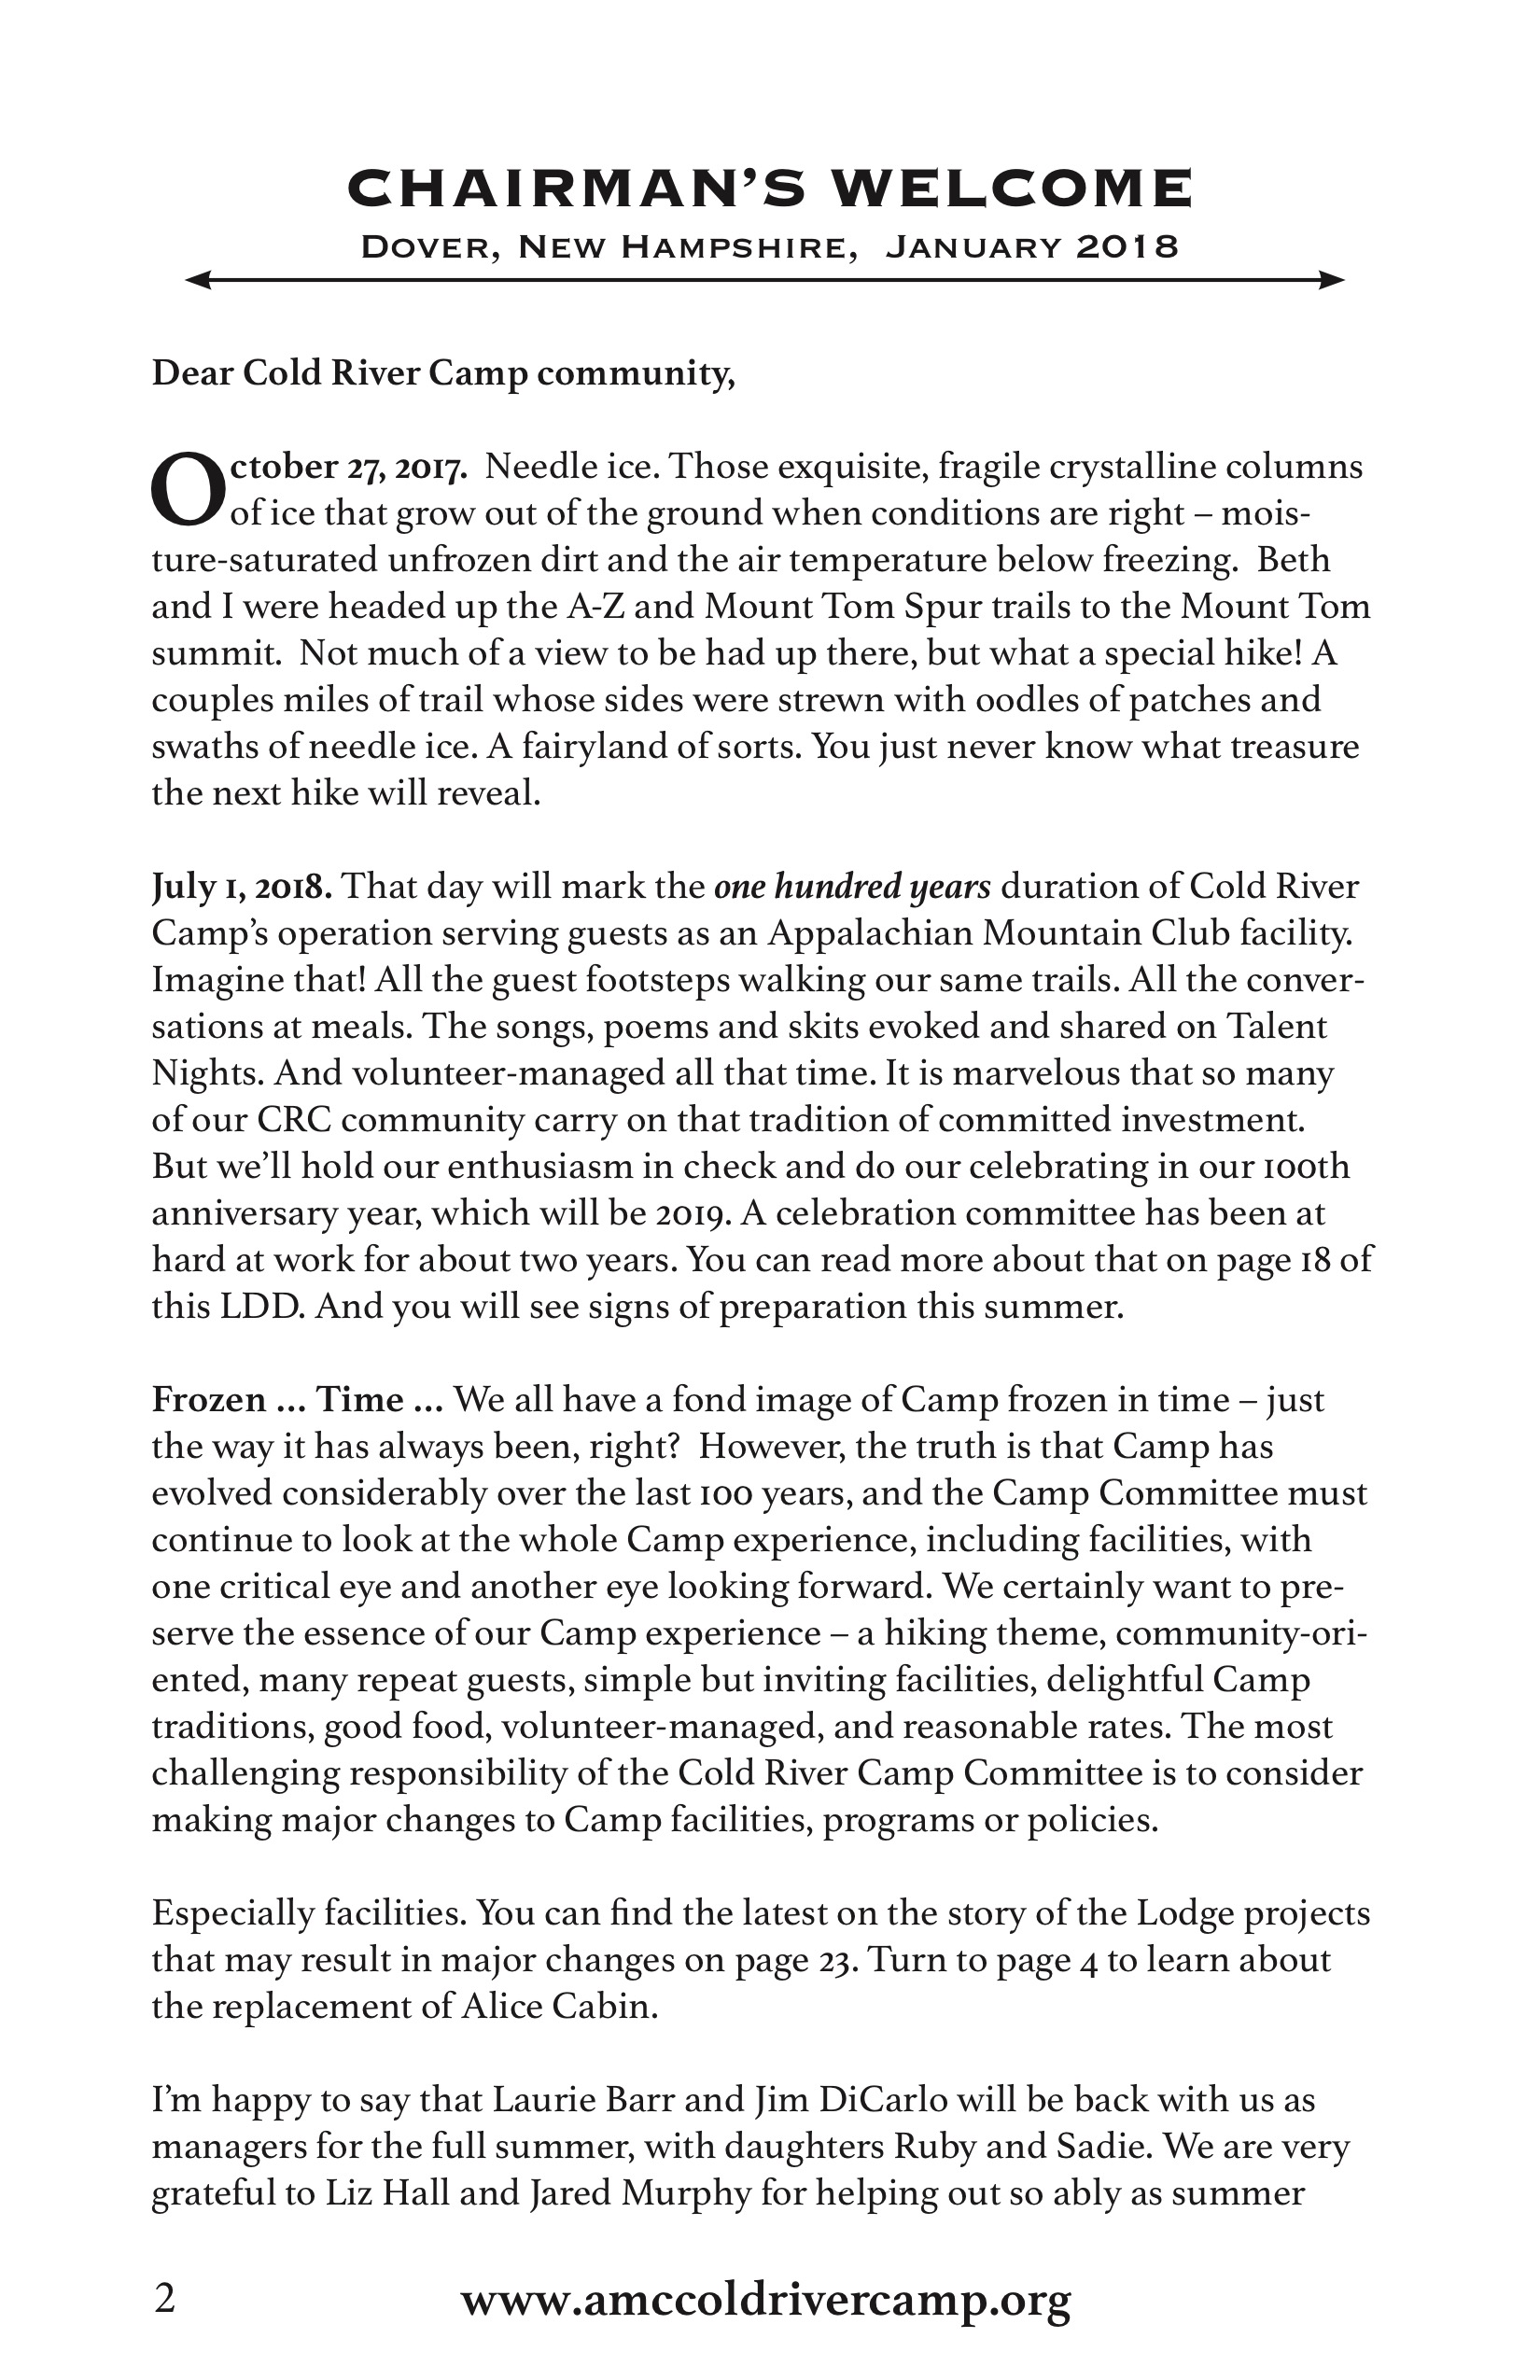 CHAIRMAN’S WELCOME
Dover, New Hampshire, January 2018
Dear Cold River Camp community,
October 27, 2017. Needle ice. Those exquisite, fragile crystalline columns
of ice that grow out of the ground when conditions are right – mois-
ture-saturated unfrozen dirt and the air temperature below freezing. Beth
and I were headed up the A-Z and Mount Tom Spur trails to the Mount Tom
summit. Not much of a view to be had up there, but what a special hike! A
couples miles of trail whose sides were strewn with oodles of patches and
swaths of needle ice. A fairyland of sorts. You just never know what treasure
the next hike will reveal.
July 1, 2018. That day will mark the one hundred years duration of Cold River
Camp’s operation serving guests as an Appalachian Mountain Club facility.
Imagine that! All the guest footsteps walking our same trails. All the conver-
sations at meals. The songs, poems and skits evoked and shared on Talent
Nights. And volunteer-managed all that time. It is marvelous that so many
of our CRC community carry on that tradition of committed investment.
But we’ll hold our enthusiasm in check and do our celebrating in our 100th
anniversary year, which will be 2019. A celebration committee has been at
hard at work for about two years. You can read more about that on page 18 of
this LDD. And you will see signs of preparation this summer.
Frozen ... Time ... We all have a fond image of Camp frozen in time – just
the way it has always been, right? However, the truth is that Camp has
evolved considerably over the last 100 years, and the Camp Committee must
continue to look at the whole Camp experience, including facilities, with
one critical eye and another eye looking forward. We certainly want to pre-
serve the essence of our Camp experience – a hiking theme, community-ori-
ented, many repeat guests, simple but inviting facilities, delightful Camp
traditions, good food, volunteer-managed, and reasonable rates. The most
challenging responsibility of the Cold River Camp Committee is to consider
making major changes to Camp facilities, programs or policies.
Especially facilities. You can find the latest on the story of the Lodge projects
that may result in major changes on page 23. Turn to page 4 to learn about
the replacement of Alice Cabin.
I’m happy to say that Laurie Barr and Jim DiCarlo will be back with us as
managers for the full summer, with daughters Ruby and Sadie. We are very
grateful to Liz Hall and Jared Murphy for helping out so ably as summer
2 www.amccoldrivercamp.org